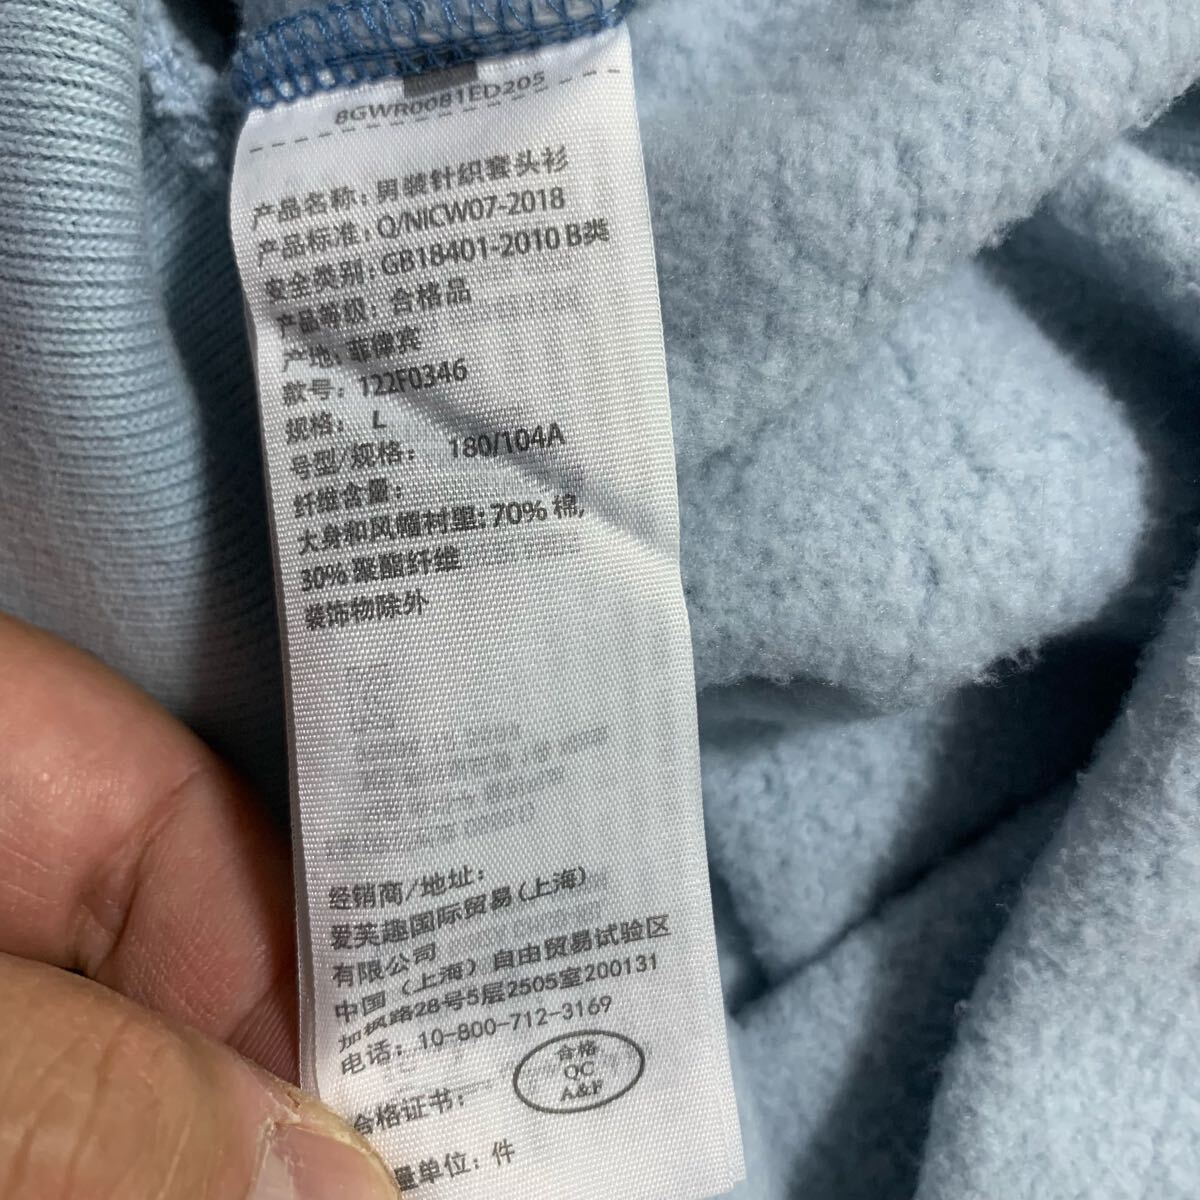 8GWR0081ED205
产品名称: 男装针织套头衫
产品标准: Q/NICW07-2018
安全类别: GB18401-2010 B类
产品等级: 合格品
产地: 菲律宾
款号: 122F0346
规格: L
号型/规格: 180/104A
纤维含量:
大身和风帽村里: 70% 棉,
30% 聚酯纤维
装饰物除外
经销商/地址:
爱芙趣国际贸易(上海)
有限公司
中国 (上海) 自由贸易试验区
加枫路28号5层2505室200131
电话: 10-800-712-3169
合格证书:
合格
QC
A&F
量单位: 件